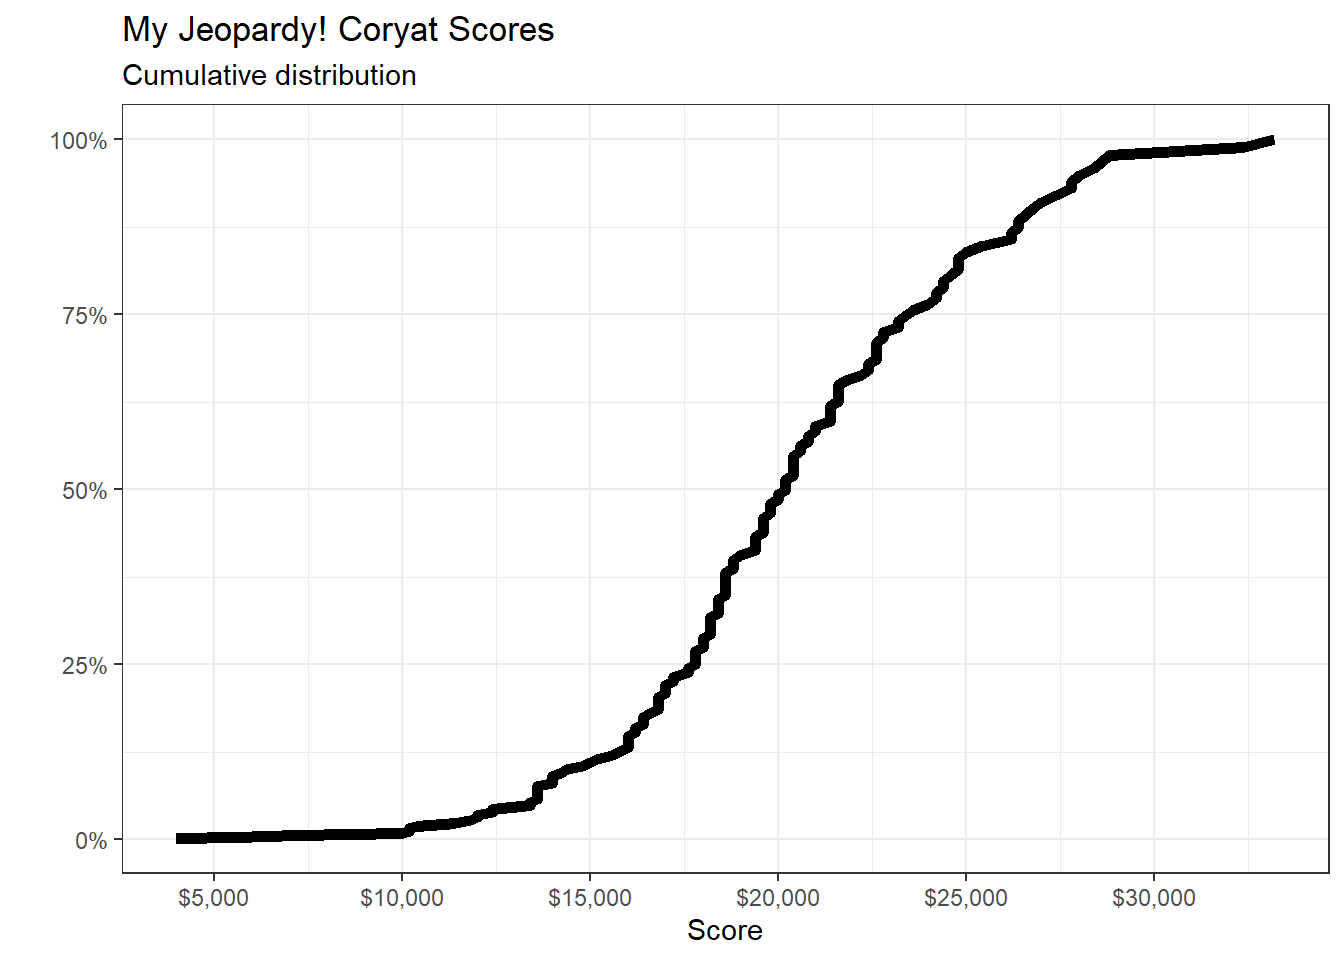 My Jeopardy! Coryat Scores
Cumulative distribution
100%
75%
50%
25%
0%
$5,000 $10,000 $15,000 $20,000 $25,000 $30,000
Score